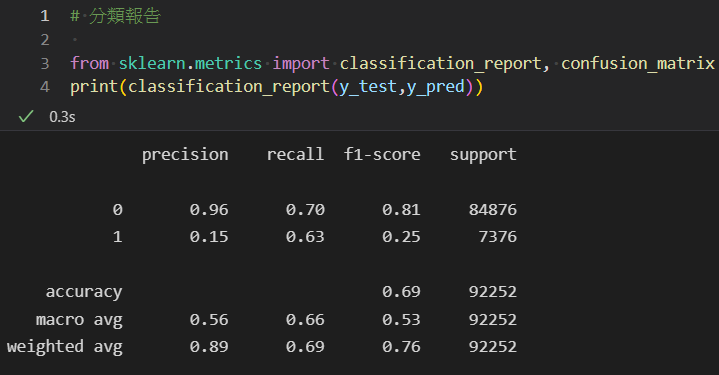 1 # 分類報告
2
3 from sklearn.metrics import classification_report, confusion_matrix
4 print(classification_report(y_test,y_pred))
✓ 0.3s
precision recall f1-score support
0 0.96 0.70 0.81 84876
1 0.15 0.63 0.25 7376
accuracy 0.69 92252
macro avg 0.56 0.66 0.53 92252
weighted avg 0.89 0.69 0.76 92252